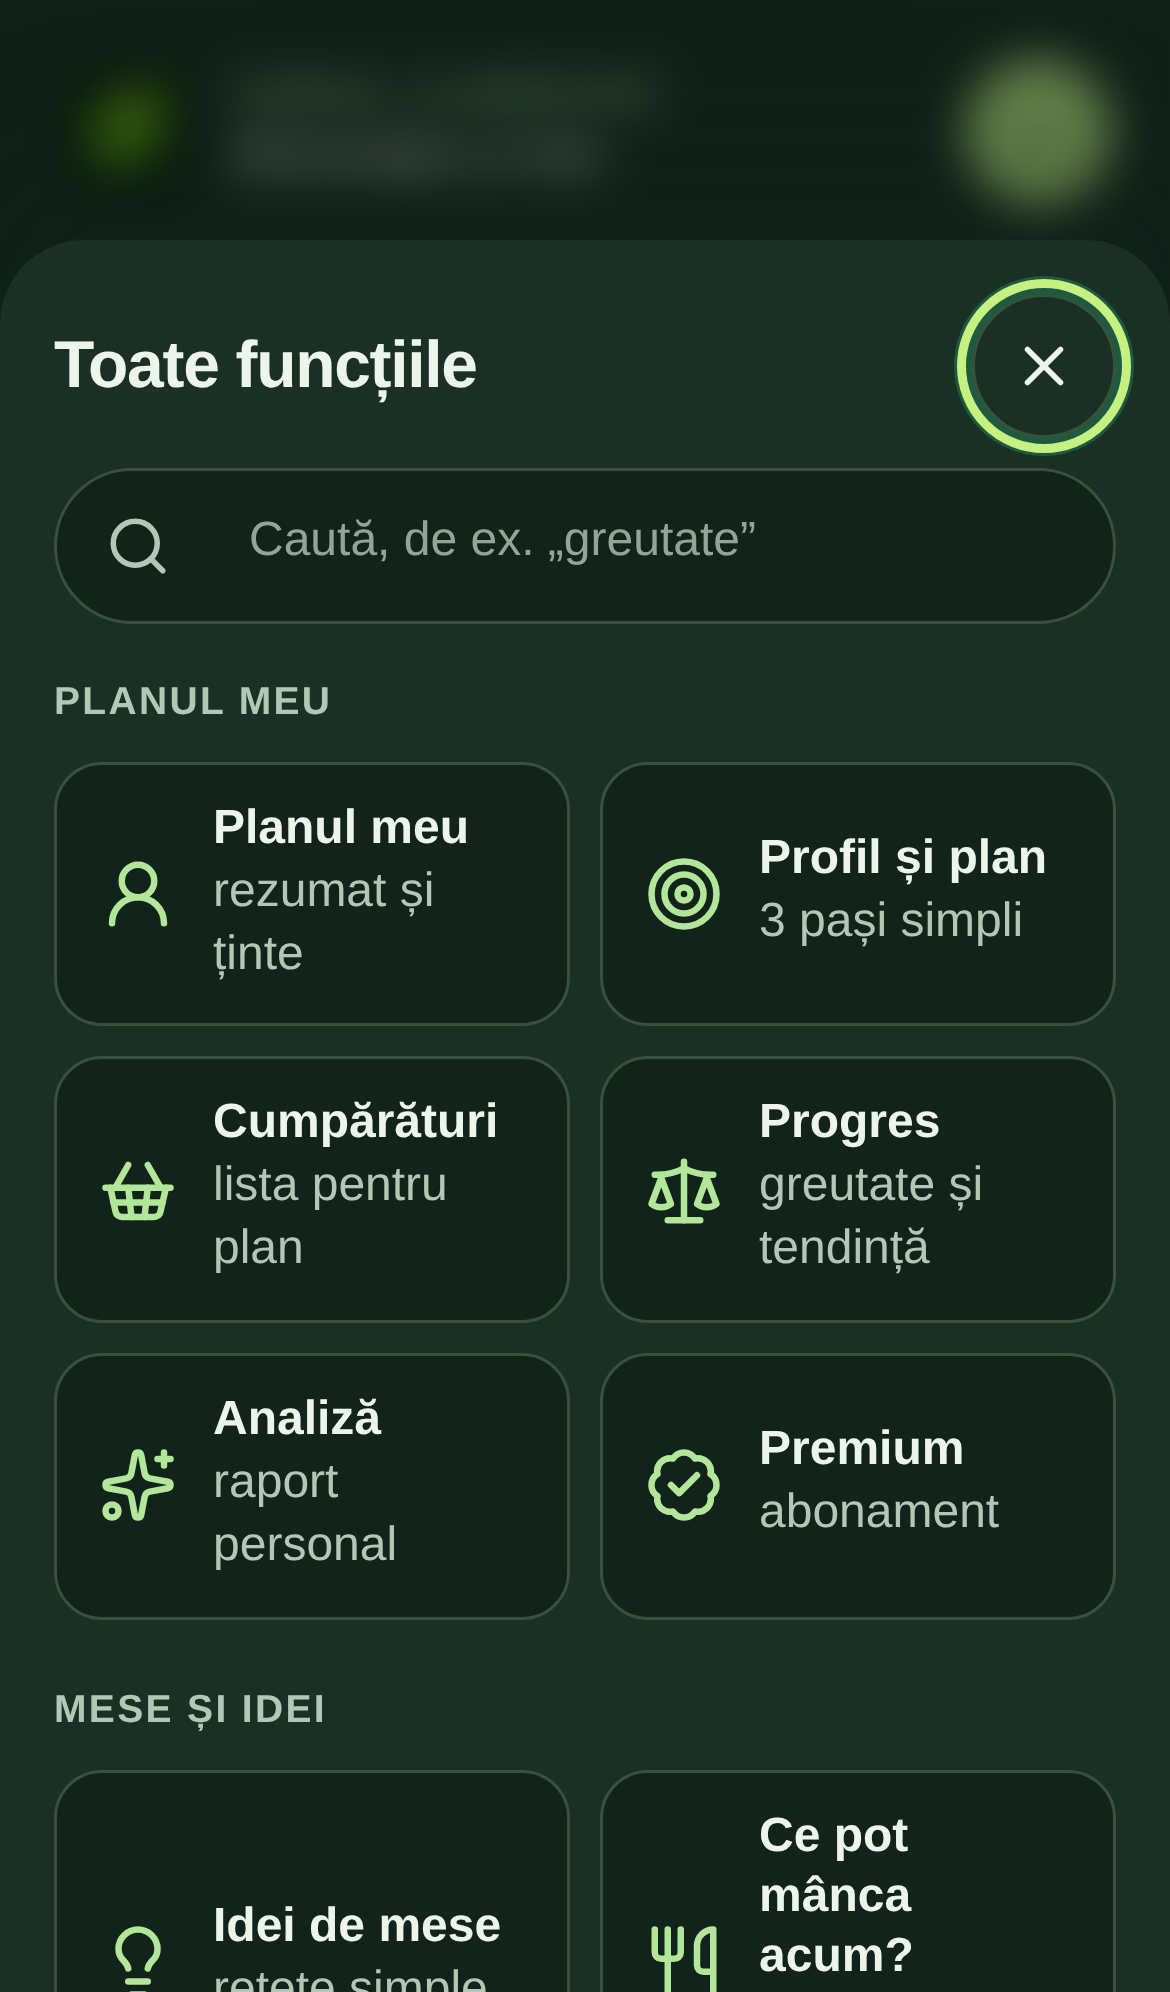 Toate funcțiile
Caută, de ex. „greutate”
PLANUL MEU
Planul meu
rezumat și
ținte
Profil și plan
3 pași simpli
Cumpărături
lista pentru
plan
Progres
greutate și
tendință
Analiză
raport
personal
Premium
abonament
MESE ȘI IDEI
Idei de mese
rețete simple
Ce pot
mânca
acum?